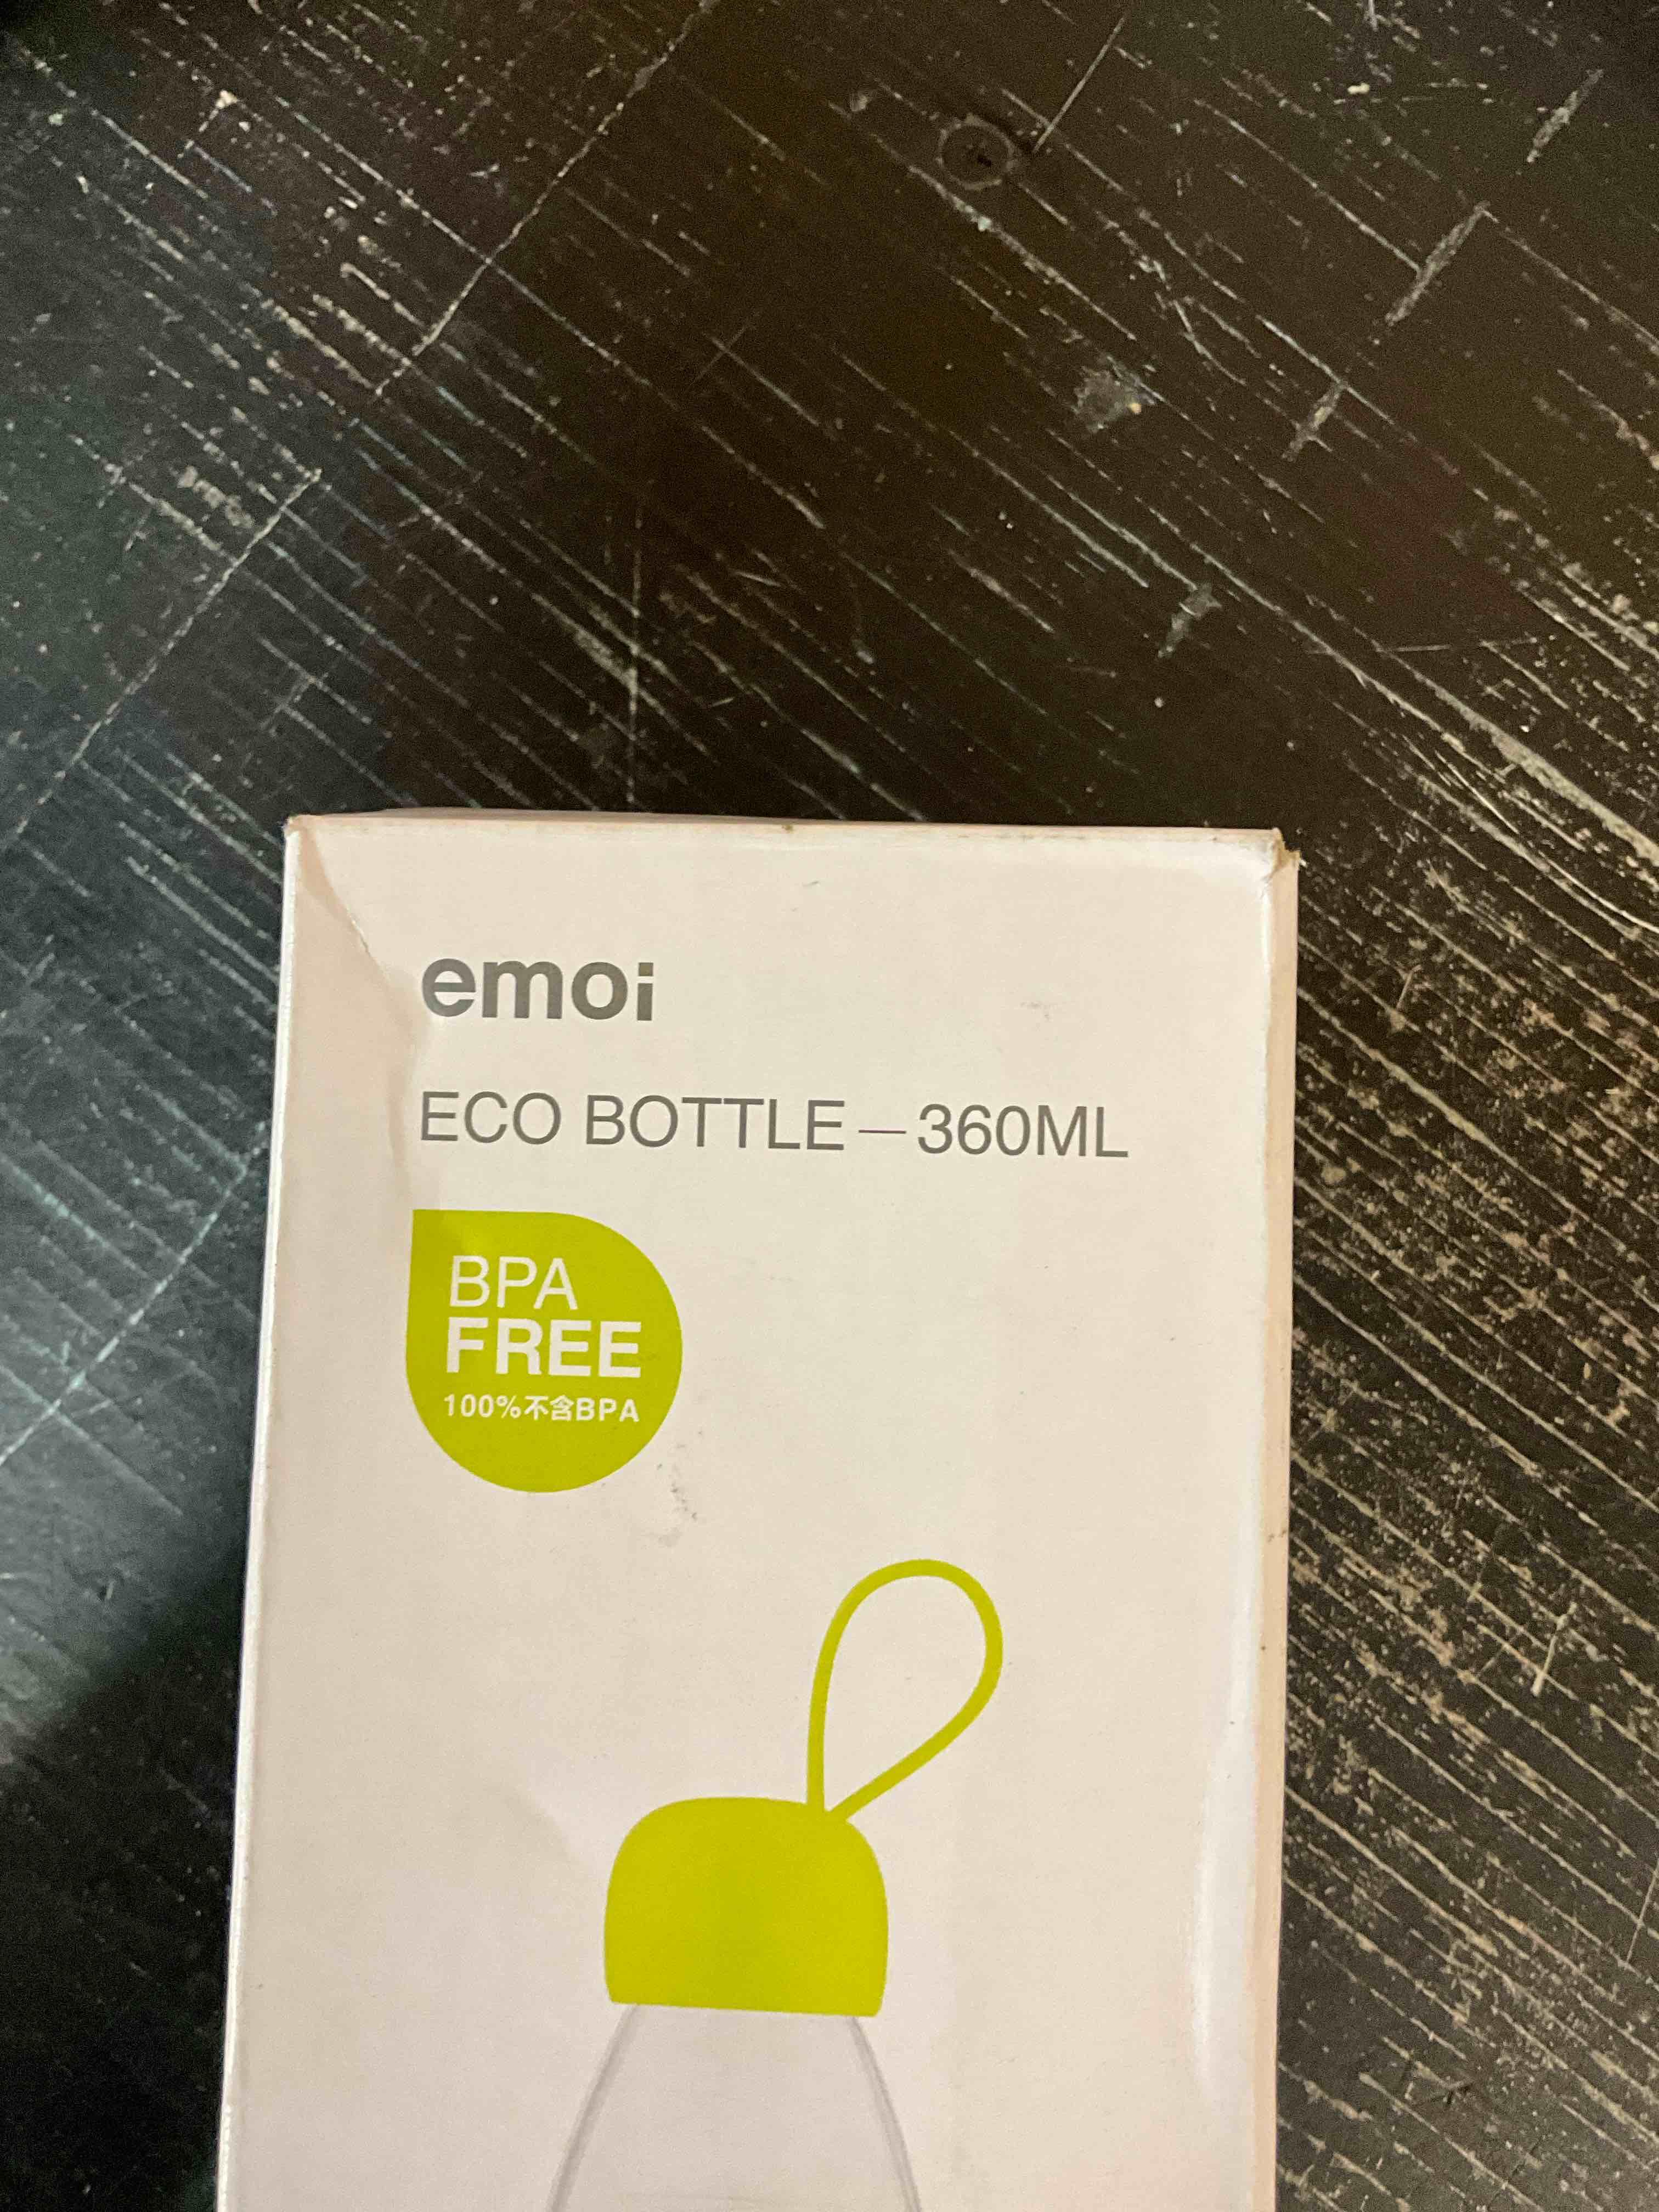 emoi
ECO BOTTLE—360ML
BPA
FREE
100%不含BPA